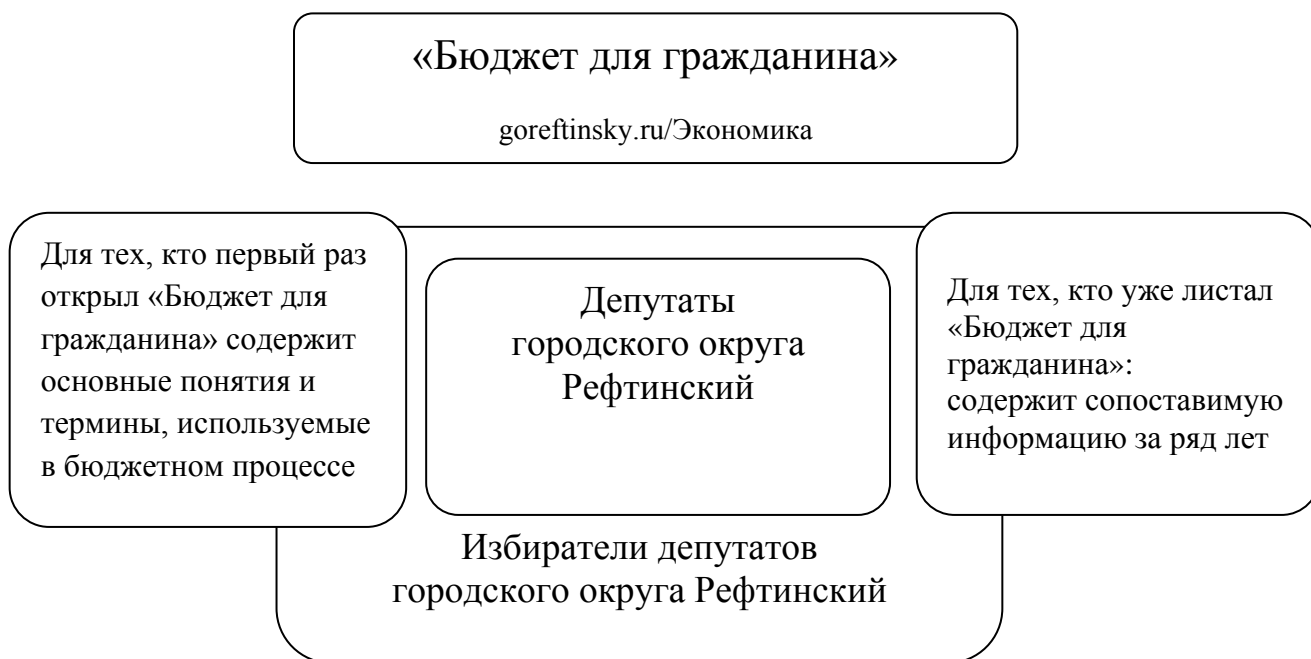 «Бюджет для гражданина»
goreftinsky.ru/Экономика
Для тех, кто первый раз
открыл «Бюджет для
гражданина» содержит
основные понятия и
термины, используемые
в бюджетном процессе
Депутаты
городского округа
Рефтинский
Для тех, кто уже листал
«Бюджет для
гражданина»:
содержит сопоставимую
информацию за ряд лет
Избиратели депутатов
городского округа Рефтинский